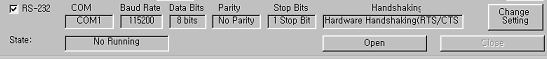 RS-232 COM Baud Rate Data Bits Parity Stop Bits Handshaking
COM1 115200 8 bits No Parity 1 Stop Bit Hardware Handshaking(RTS/CTS
Change Setting
State: No Running Open Close